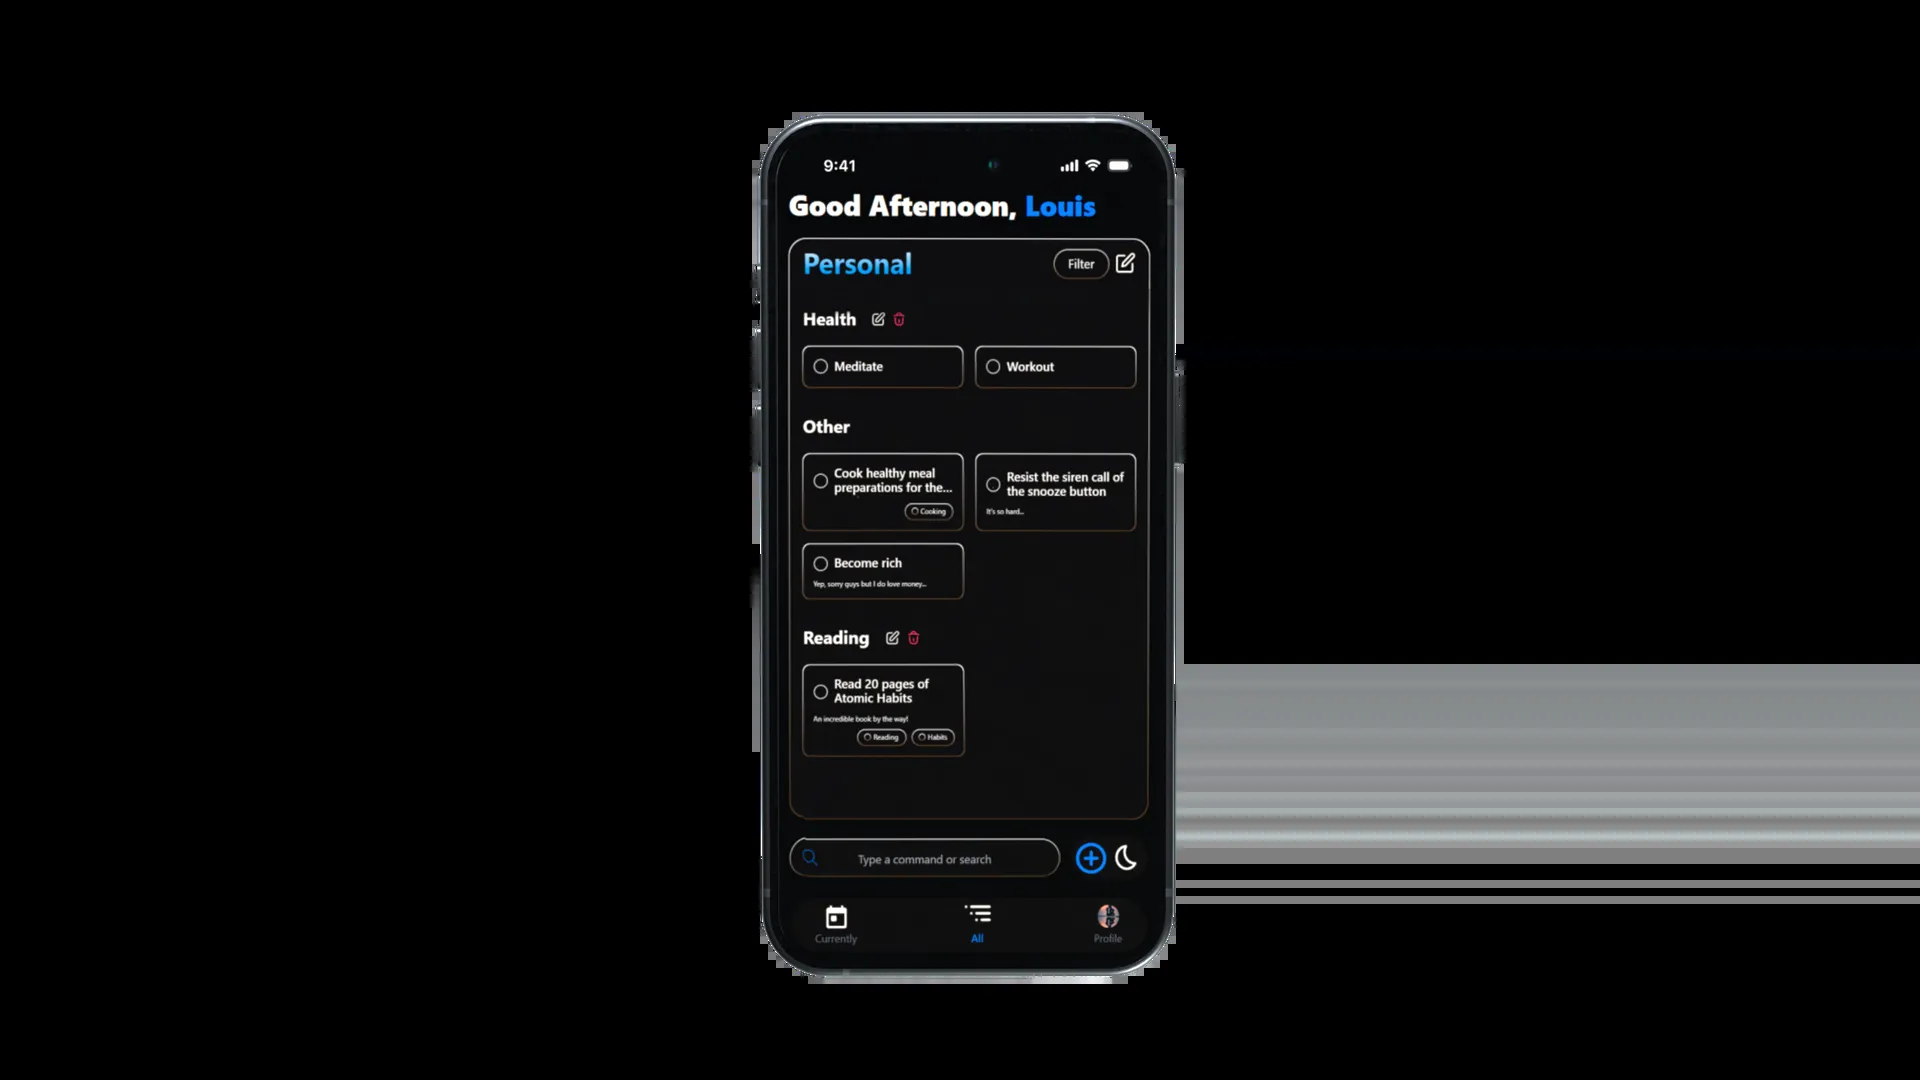 9:41
Good Afternoon, Louis
Personal
Filter
Health
Meditate
Workout
Other
Cook healthy meal
preparations for the...
Cooking
Resist the siren call of
the snooze button
It's so hard...
Become rich
Yep, sorry guys but I do love money...
Reading
Read 20 pages of
Atomic Habits
An incredible book by the way!
Reading
Habits
Type a command or search
Currently
All
Profile